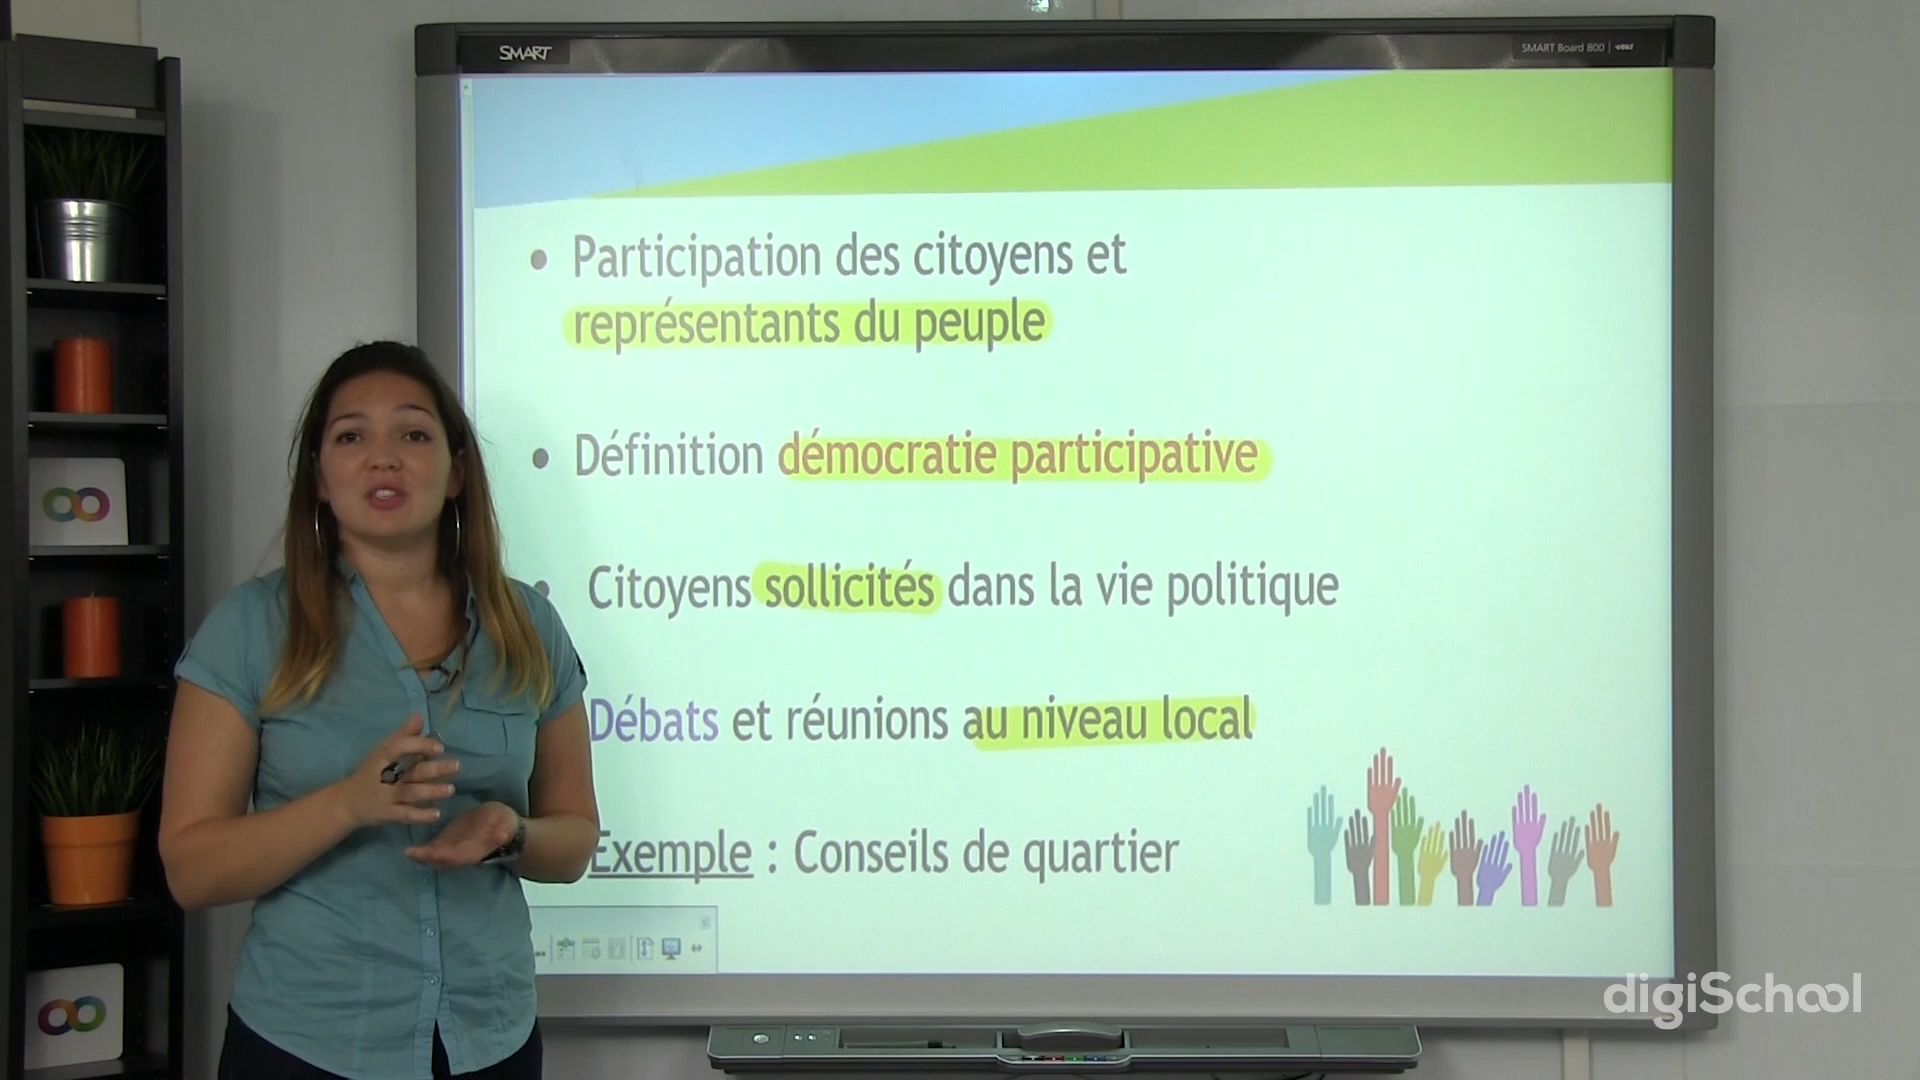 SMART
SMART Board 800
• Participation des citoyens et
représentants du peuple
• Définition démocratie participative
• Citoyens sollicités dans la vie politique
Débats et réunions au niveau local
Exemple : Conseils de quartier
digiSchool